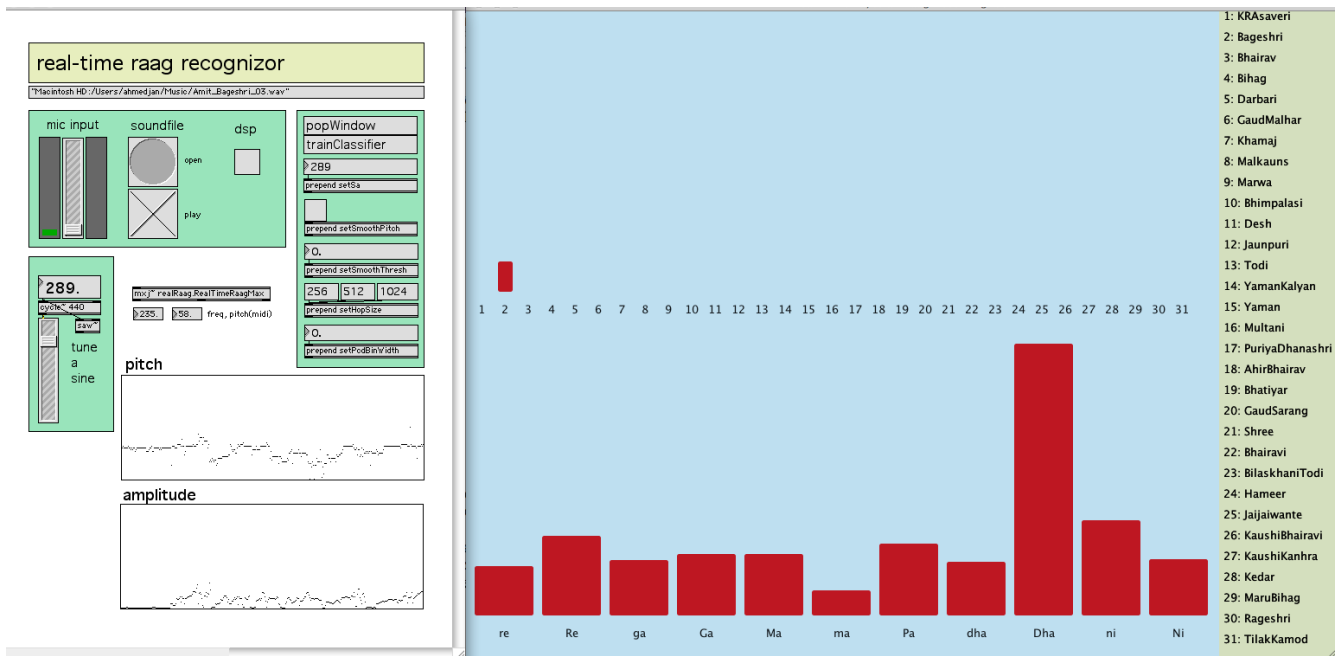 real-time raag recognizor
"Macintosh HD:/Users/ahmedjan/Music/Amit_Bageshri_03.wav"
mic input
soundfile
dsp
open
play
popWindow
trainClassifier
289
prepend setSa
prepend setSmoothPitch
0.
prepend setSmoothThresh
256 512 1024
prepend setHopSize
0.
prepend setPcdBinWidth
289.
cycle~ 440
saw~
tune
a
sine
mxj~ realRaag.RealTimeRaagMax
235. 58. freq, pitch(midi)
pitch
amplitude
1 2 3 4 5 6 7 8 9 10 11 12 13 14 15 16 17 18 19 20 21 22 23 24 25 26 27 28 29 30 31
re Re ga Ga Ma ma Pa dha Dha ni Ni
1: KRAsaveri
2: Bageshri
3: Bhairav
4: Bihag
5: Darbari
6: GaudMalhar
7: Khamaj
8: Malkauns
9: Marwa
10: Bhimpalasi
11: Desh
12: Jaunpuri
13: Todi
14: YamanKalyan
15: Yaman
16: Multani
17: PuriyaDhanashri
18: AhirBhairav
19: Bhatiyar
20: GaudSarang
21: Shree
22: Bhairavi
23: BilaskhaniTodi
24: Hameer
25: Jaijaiwante
26: KaushiBhairavi
27: KaushiKanhra
28: Kedar
29: MaruBihag
30: Rageshri
31: TilakKamod